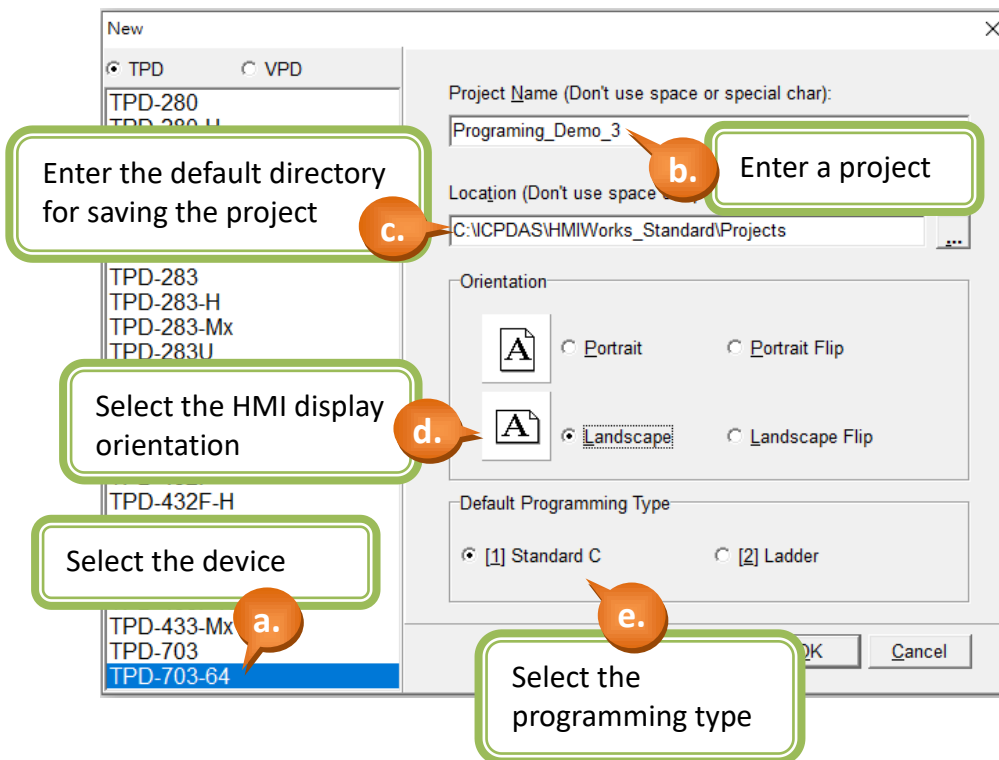 New
TPD VPD
TPD-280
TPD-280-H
Enter the default directory
for saving the project
TPD-283
TPD-283-H
TPD-283-Mx
TPD-283U
Select the HMI display
orientation
TPD-432F-H
Select the device
a.
TPD-433-Mx
TPD-703
TPD-703-64
Project Name (Don't use space or special char):
Programing_Demo_3
b.
Enter a project
Location (Don't use space
c.
C:\ICPDAS\HMIWorks_Standard\Projects
...
Orientation
A Portrait Portrait Flip
d.
A Landscape Landscape Flip
Default Programming Type
[1] Standard C [2] Ladder
e.
Select the
programming type
OK Cancel